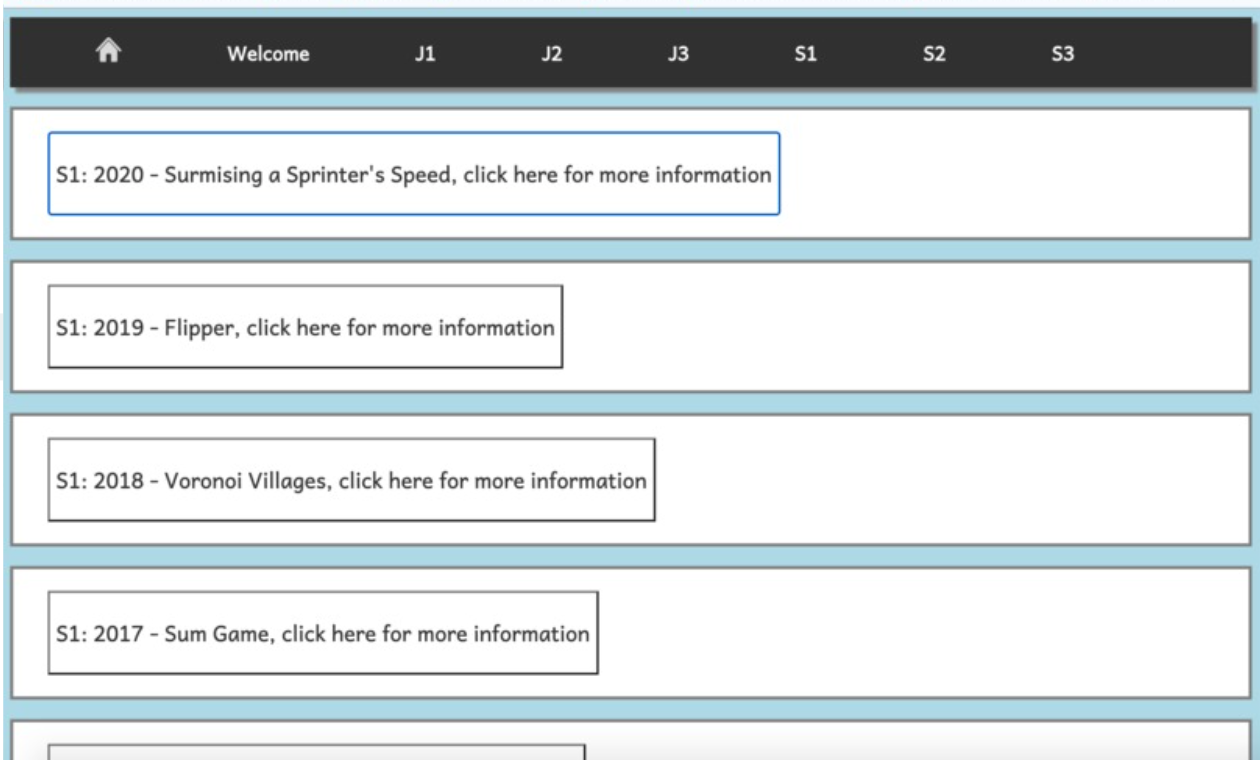 Welcome J1 J2 J3 S1 S2 S3
S1: 2020 - Surmising a Sprinter's Speed, click here for more information
S1: 2019 - Flipper, click here for more information
S1: 2018 - Voronoi Villages, click here for more information
S1: 2017 - Sum Game, click here for more information